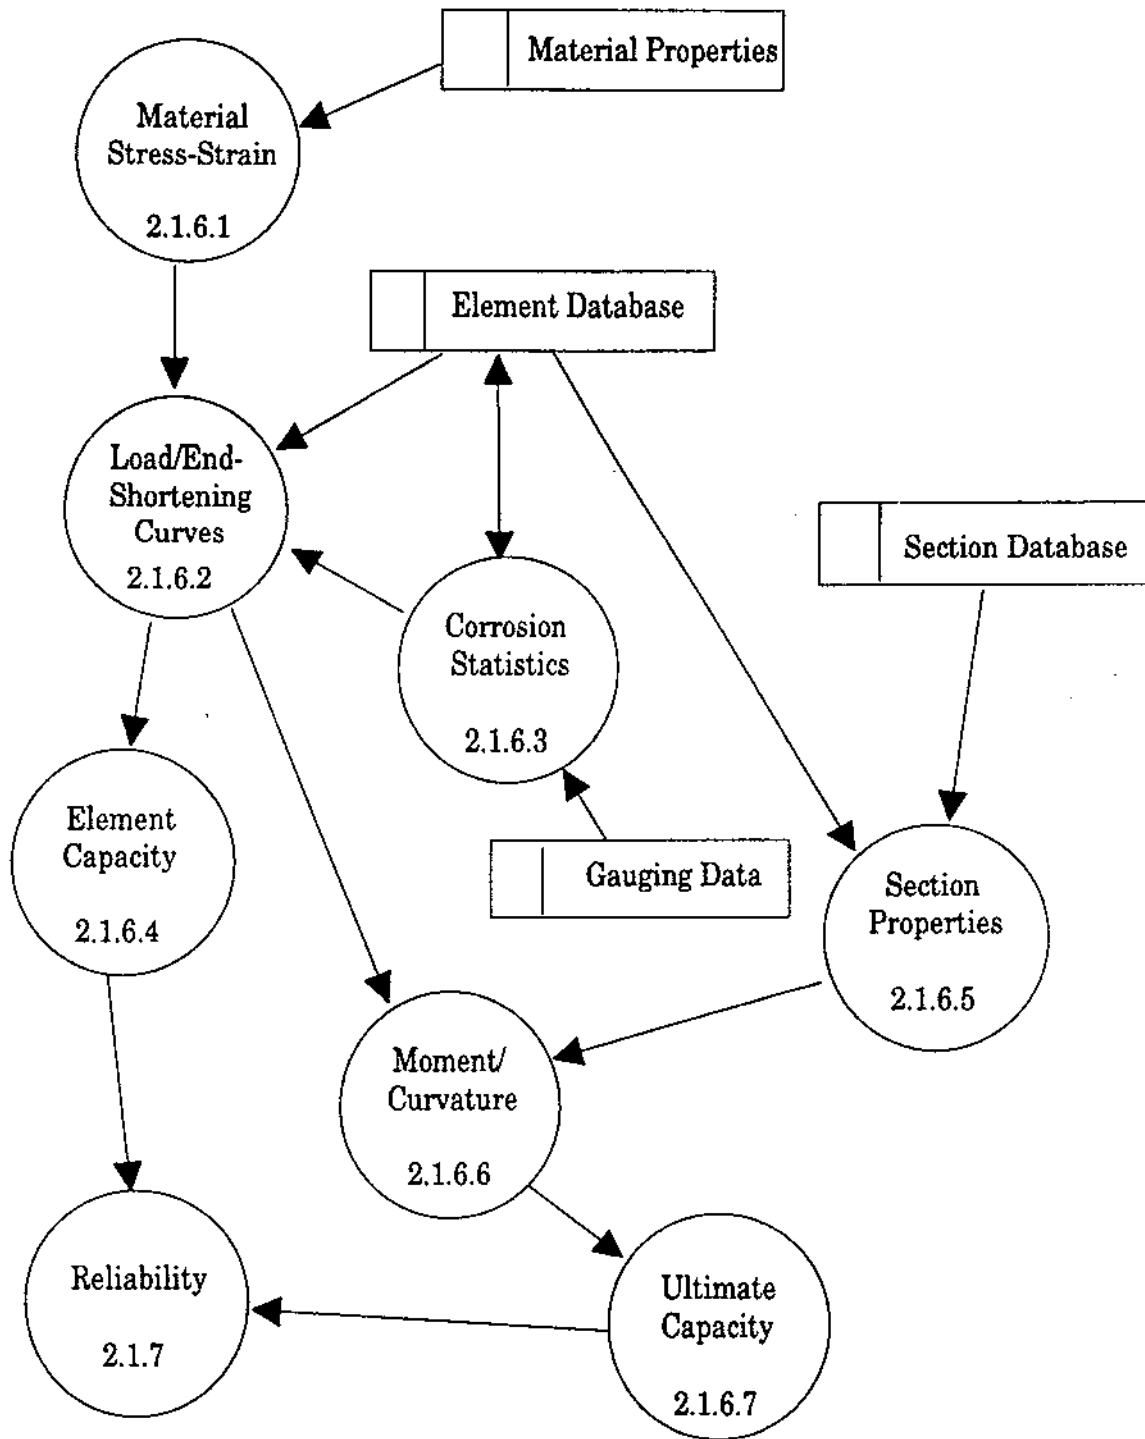 Material Properties
Material
Stress-Strain
2.1.6.1
Element Database
Load/End-
Shortening
Curves
2.1.6.2
Section Database
Corrosion
Statistics
2.1.6.3
Element
Capacity
2.1.6.4
Gauging Data
Section
Properties
2.1.6.5
Moment/
Curvature
2.1.6.6
Reliability
2.1.7
Ultimate
Capacity
2.1.6.7